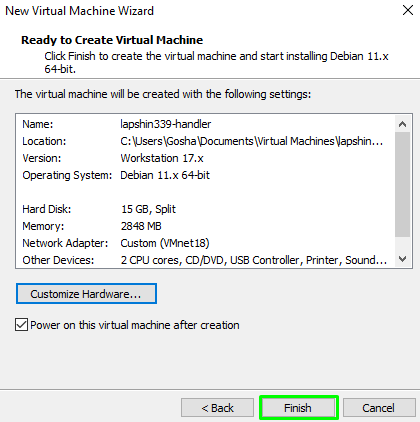 New Virtual Machine Wizard
Ready to Create Virtual Machine
Click Finish to create the virtual machine and start installing Debian 11.x
64-bit.
The virtual machine will be created with the following settings:
Name: lapshin339-handler
Location: C:\Users\Gosha\Documents\Virtual Machines\lapshin...
Version: Workstation 17.x
Operating System: Debian 11.x 64-bit
Hard Disk: 15 GB, Split
Memory: 2848 MB
Network Adapter: Custom (VMnet18)
Other Devices: 2 CPU cores, CD/DVD, USB Controller, Printer, Sound...
Customize Hardware...
Power on this virtual machine after creation
< Back Finish Cancel